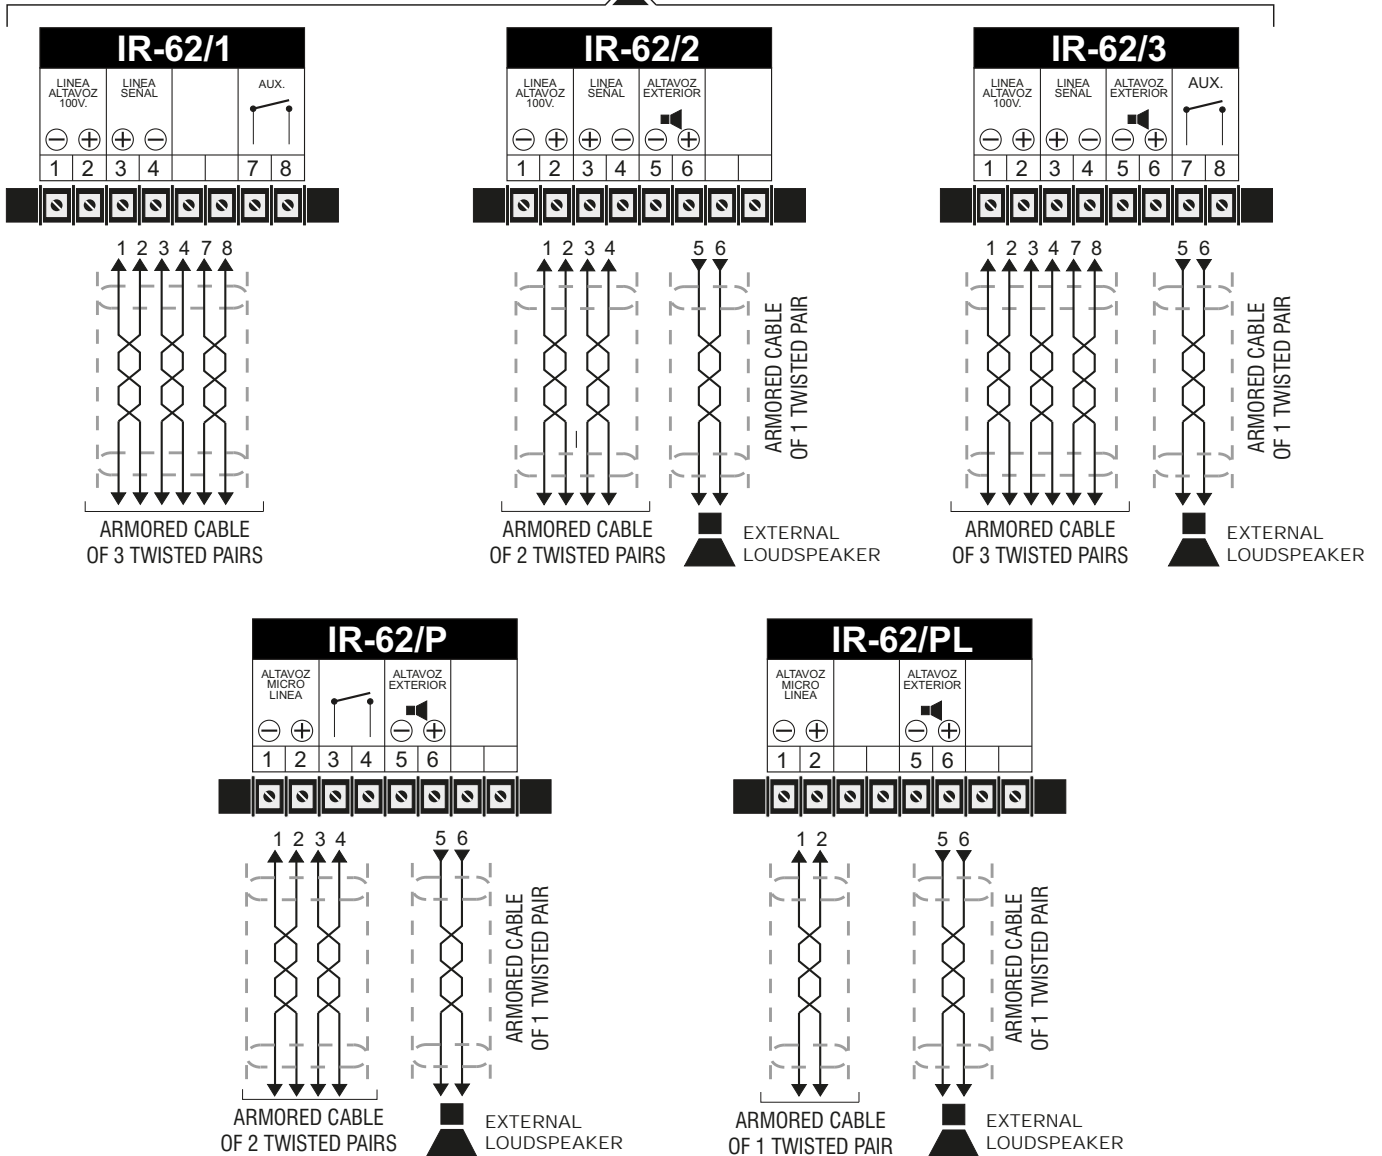 IR-62/1
LINEA
ALTAVOZ
100V.
LINEA
SEÑAL
AUX.
1 2 3 4 7 8
1 2 3 4 7 8
ARMORED CABLE
OF 3 TWISTED PAIRS
IR-62/2
LINEA
ALTAVOZ
100V.
LINEA
SEÑAL
ALTAVOZ
EXTERIOR
1 2 3 4 5 6
1 2 3 4
5 6
ARMORED CABLE
OF 1 TWISTED PAIR
ARMORED CABLE
OF 2 TWISTED PAIRS
EXTERNAL
LOUDSPEAKER
IR-62/3
LINEA
ALTAVOZ
100V.
LINEA
SEÑAL
ALTAVOZ
EXTERIOR
AUX.
1 2 3 4 5 6 7 8
1 2 3 4 7 8
5 6
ARMORED CABLE
OF 1 TWISTED PAIR
ARMORED CABLE
OF 3 TWISTED PAIRS
EXTERNAL
LOUDSPEAKER
IR-62/P
ALTAVOZ
MICRO
LINEA
ALTAVOZ
EXTERIOR
1 2 3 4 5 6
1 2 3 4
5 6
ARMORED CABLE
OF 1 TWISTED PAIR
ARMORED CABLE
OF 2 TWISTED PAIRS
EXTERNAL
LOUDSPEAKER
IR-62/PL
ALTAVOZ
MICRO
LINEA
ALTAVOZ
EXTERIOR
1 2 5 6
1 2
5 6
ARMORED CABLE
OF 1 TWISTED PAIR
ARMORED CABLE
OF 1 TWISTED PAIR
EXTERNAL
LOUDSPEAKER